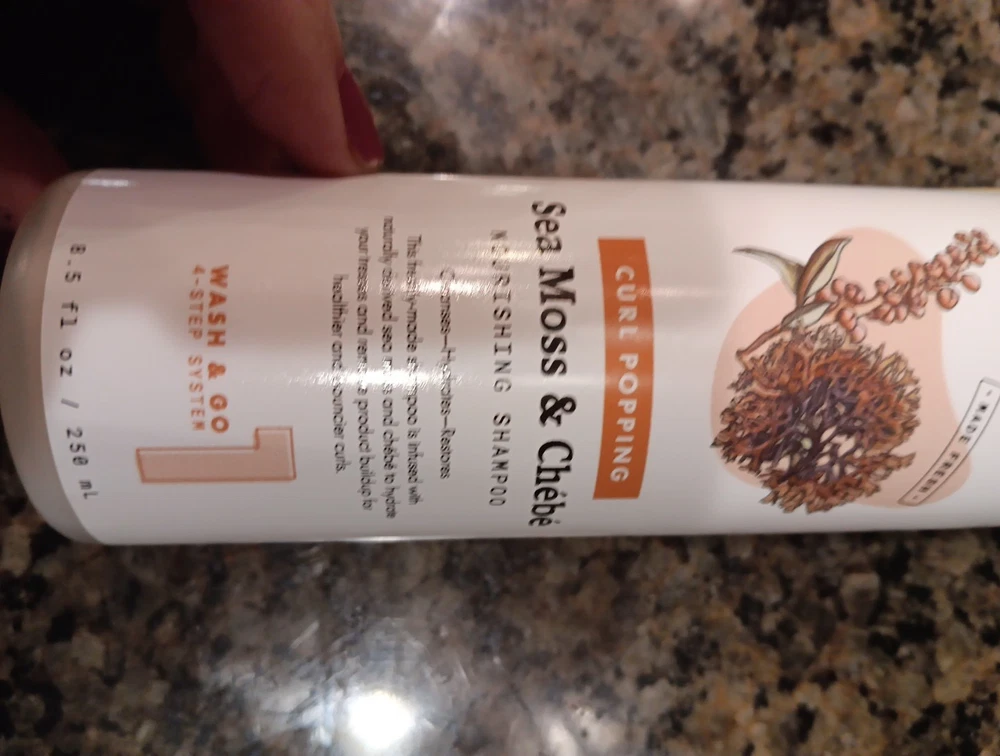 · MADE FRESH ·
CURL POPPING
Sea Moss & Chébé
NOURISHING SHAMPOO
Cleanses—Hydrates—Restores
This freshly-made shampoo is infused with
naturally derived sea moss and chébé to hydrate
your tresses and remove product buildup for
healthier and bouncier curls.
1
WASH & GO
4-STEP SYSTEM
8.5 fl oz / 250 mL